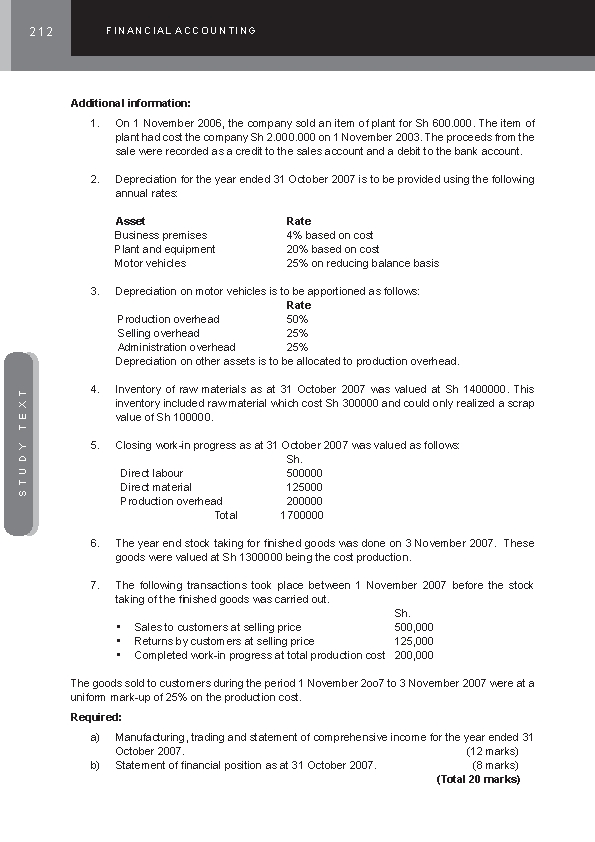 212
FINANCIAL ACCOUNTING
Additional information:
1. On 1 November 2006, the company sold an item of plant for Sh 600.000. The item of
plant had cost the company Sh 2.000.000 on 1 November 2003. The proceeds from the
sale were recorded as a credit to the sales account and a debit to the bank account.
2. Depreciation for the year ended 31 October 2007 is to be provided using the following
annual rates:
Asset Rate
Business premises 4% based on cost
Plant and equipment 20% based on cost
Motor vehicles 25% on reducing balance basis
3. Depreciation on motor vehicles is to be apportioned as follows:
Rate
Production overhead 50%
Selling overhead 25%
Administration overhead 25%
Depreciation on other assets is to be allocated to production overhead.
4. Inventory of raw materials as at 31 October 2007 was valued at Sh 1400000. This
inventory included raw material which cost Sh 300000 and could only realized a scrap
value of Sh 100000.
5. Closing work-in progress as at 31 October 2007 was valued as follows:
Sh.
Direct labour 500000
Direct material 125000
Production overhead 200000
Total 1700000
6. The year end stock taking for finished goods was done on 3 November 2007. These
goods were valued at Sh 1300000 being the cost production.
7. The following transactions took place between 1 November 2007 before the stock
taking of the finished goods was carried out.
Sh.
• Sales to customers at selling price 500,000
• Returns by customers at selling price 125,000
• Completed work-in progress at total production cost 200,000
The goods sold to customers during the period 1 November 2oo7 to 3 November 2007 were at a
uniform mark-up of 25% on the production cost.
Required:
a) Manufacturing, trading and statement of comprehensive income for the year ended 31
October 2007. (12 marks)
b) Statement of financial position as at 31 October 2007. (8 marks)
(Total 20 marks)
STUDY TEXT